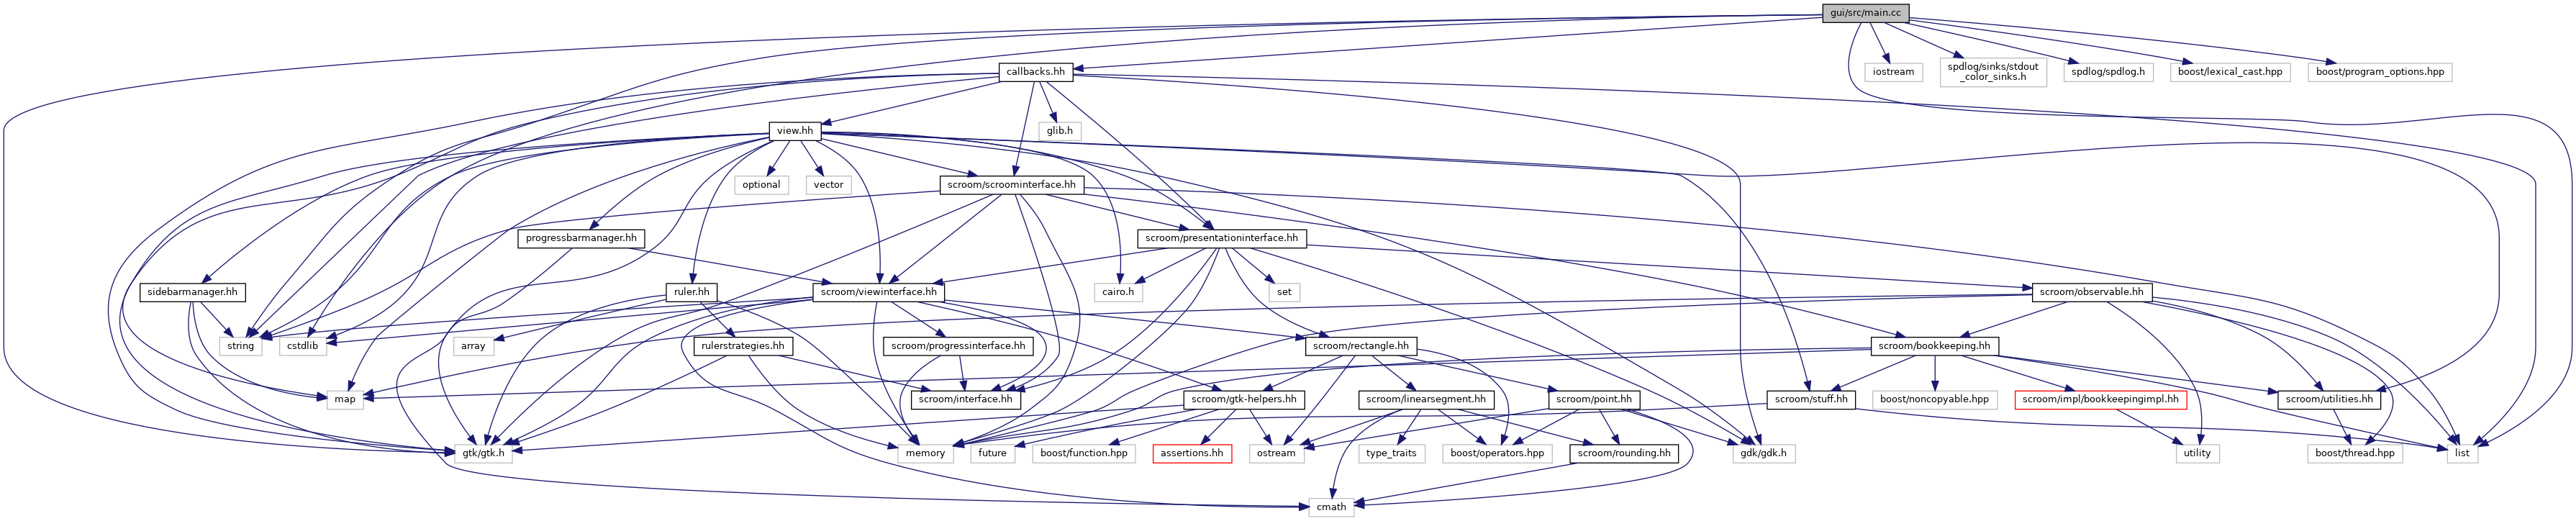 gui/src/main.cc
callbacks.hh
iostream
spdlog/sinks/stdout
_color_sinks.h
spdlog/spdlog.h
boost/lexical_cast.hpp
boost/program_options.hpp
view.hh
glib.h
optional
vector
scroom/scroominterface.hh
progressbarmanager.hh
scroom/presentationinterface.hh
sidebarmanager.hh
ruler.hh
scroom/viewinterface.hh
cairo.h
set
scroom/observable.hh
string
cstdlib
array
rulerstrategies.hh
scroom/progressinterface.hh
scroom/rectangle.hh
scroom/bookkeeping.hh
map
scroom/interface.hh
scroom/gtk-helpers.hh
scroom/linearsegment.hh
scroom/point.hh
scroom/stuff.hh
boost/noncopyable.hpp
scroom/impl/bookkeepingimpl.hh
scroom/utilities.hh
gtk/gtk.h
memory
future
boost/function.hpp
assertions.hh
ostream
type_traits
boost/operators.hpp
scroom/rounding.hh
gdk/gdk.h
utility
boost/thread.hpp
list
cmath